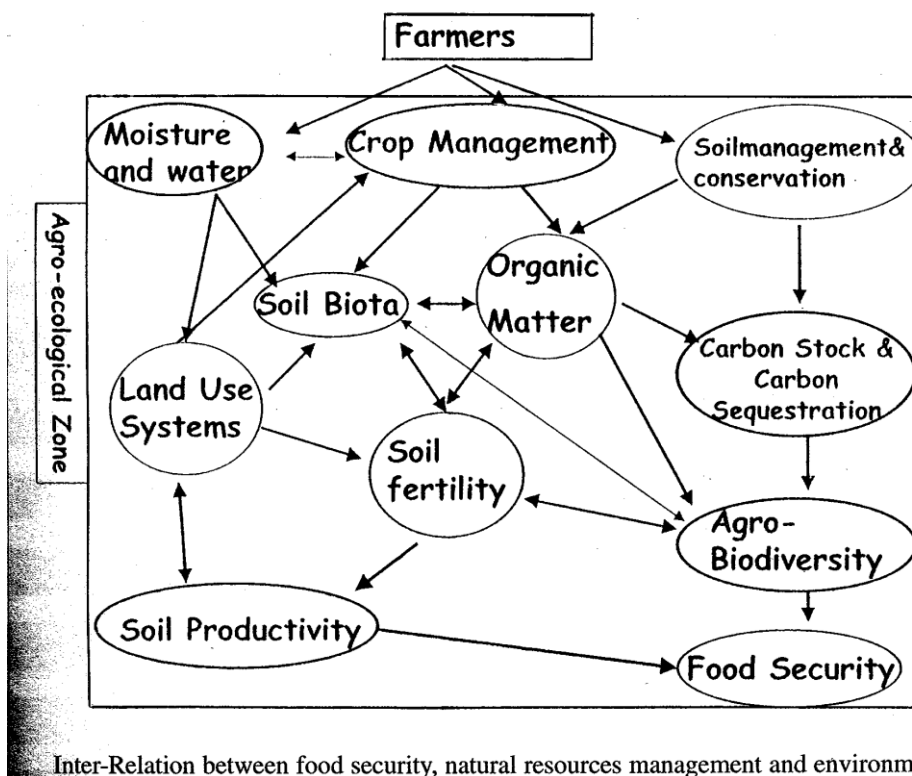 Farmers
Moisture
and water
Crop Management
Soilmanagement&
conservation
Agro-ecological Zone
Organic
Matter
Soil Biota
Carbon Stock &
Carbon
Sequestration
Land Use
Systems
Soil
fertility
Agro-
Biodiversity
Soil Productivity
Food Security
Inter-Relation between food security, natural resources management and environm